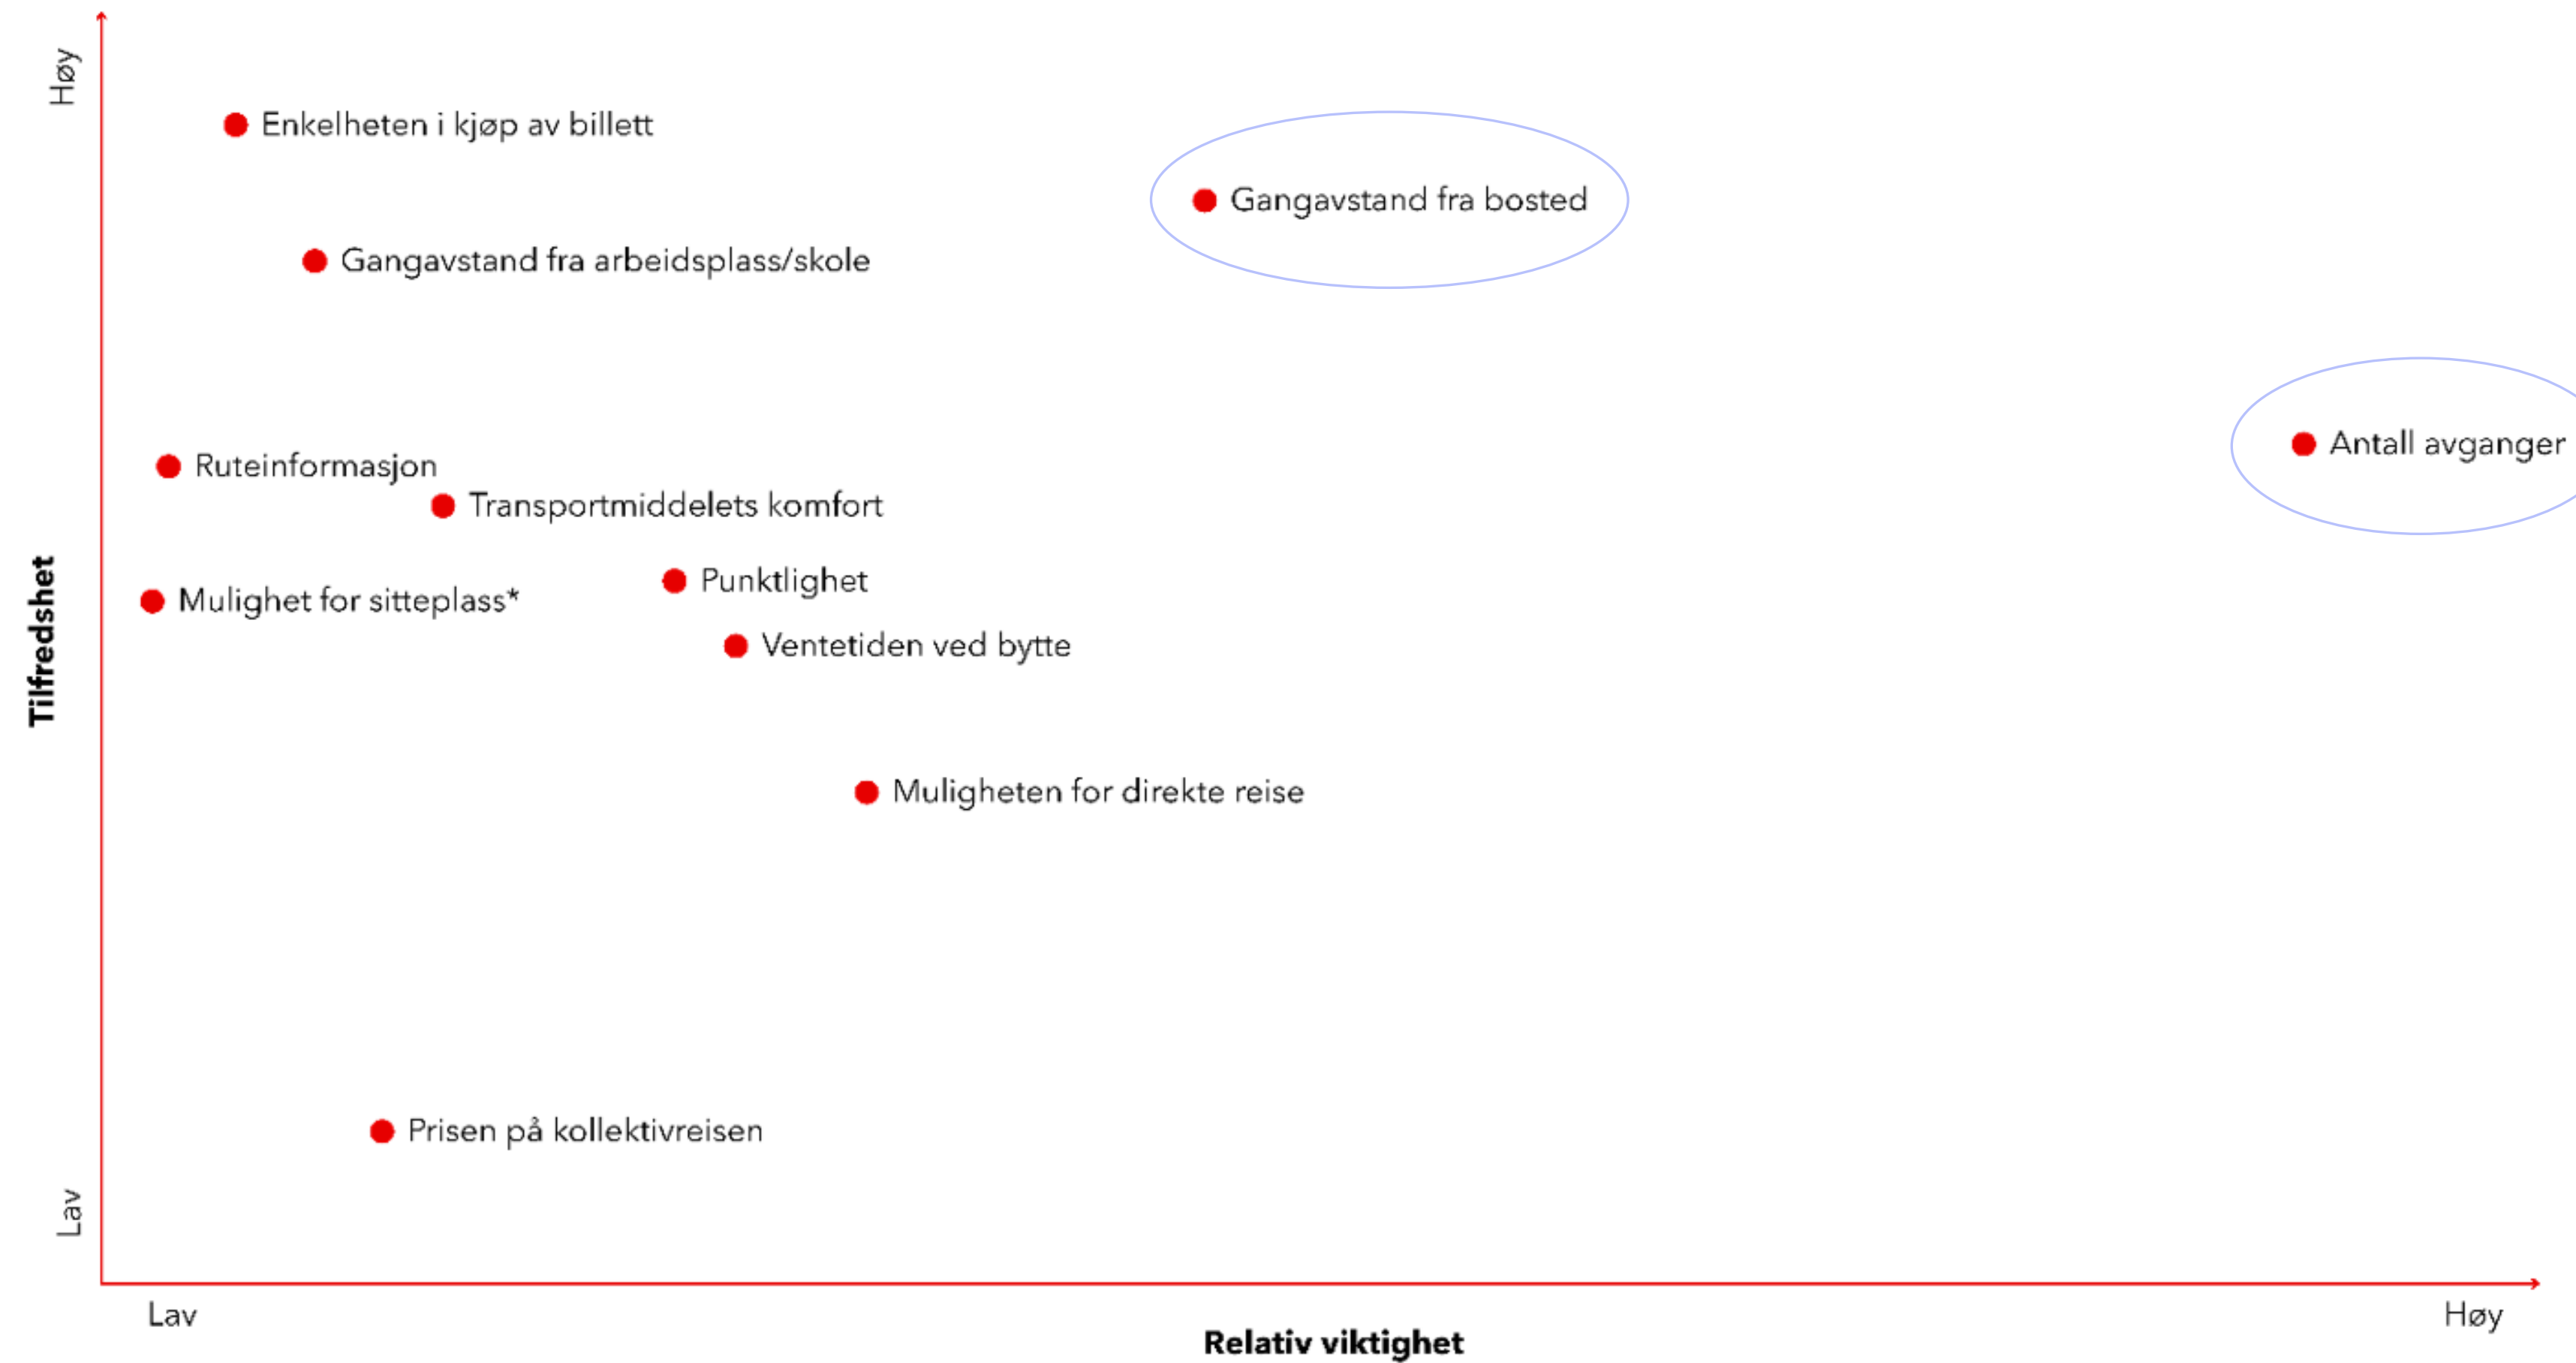 Høy
Enkelheten i kjøp av billett
Gangavstand fra bosted
Gangavstand fra arbeidsplass/skole
Antall avganger
Ruteinformasjon
Transportmiddelets komfort
Punktlighet
Mulighet for sitteplass*
Ventetiden ved bytte
Tilfredshet
Muligheten for direkte reise
Prisen på kollektivreisen
Lav
Lav
Høy
Relativ viktighet